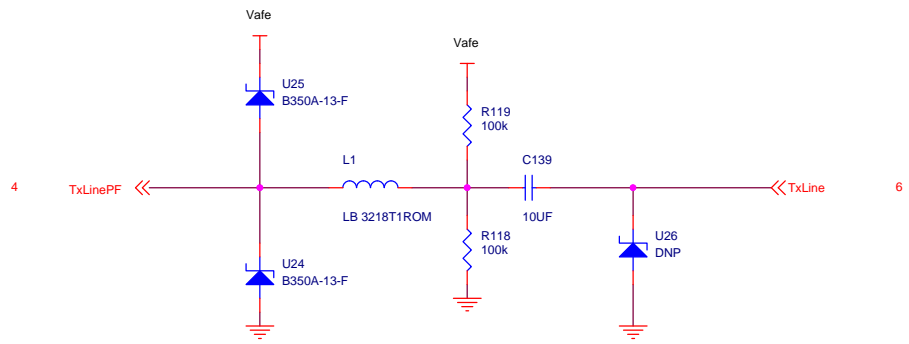 Vafe
Vafe
U25
B350A-13-F
R119
100k
L1
C139
4
TxLinePF
TxLine
6
LB 3218T1ROM
10UF
R118
100k
U26
DNP
U24
B350A-13-F